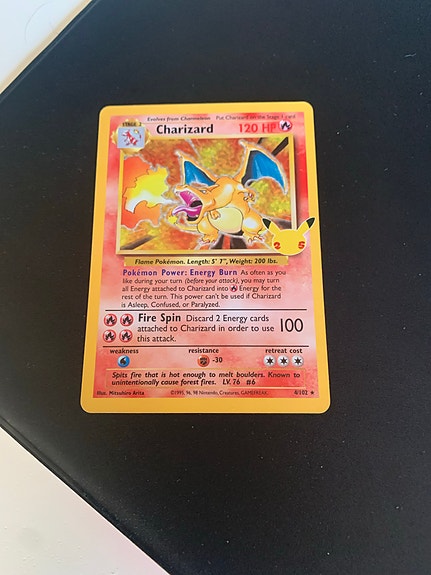 Evolves from Charmeleon Put Charizard on the Stage 1 card
STAGE 2
Charizard 120 HP
25
Flame Pokémon. Length: 5' 7", Weight: 200 lbs.
Pokémon Power: Energy Burn As often as you
like during your turn (before your attack), you may turn
all Energy attached to Charizard into Energy for the
rest of the turn. This power can't be used if Charizard
is Asleep, Confused, or Paralyzed.
Fire Spin Discard 2 Energy cards
attached to Charizard in order to use
this attack.
100
weakness resistance retreat cost
-30
Spits fire that is hot enough to melt boulders. Known to
unintentionally cause forest fires. LV. 76 #6
Illus. Mitsuhiro Arita ©1995, 96, 98 Nintendo, Creatures, GAMEFREAK. 4/102 ★